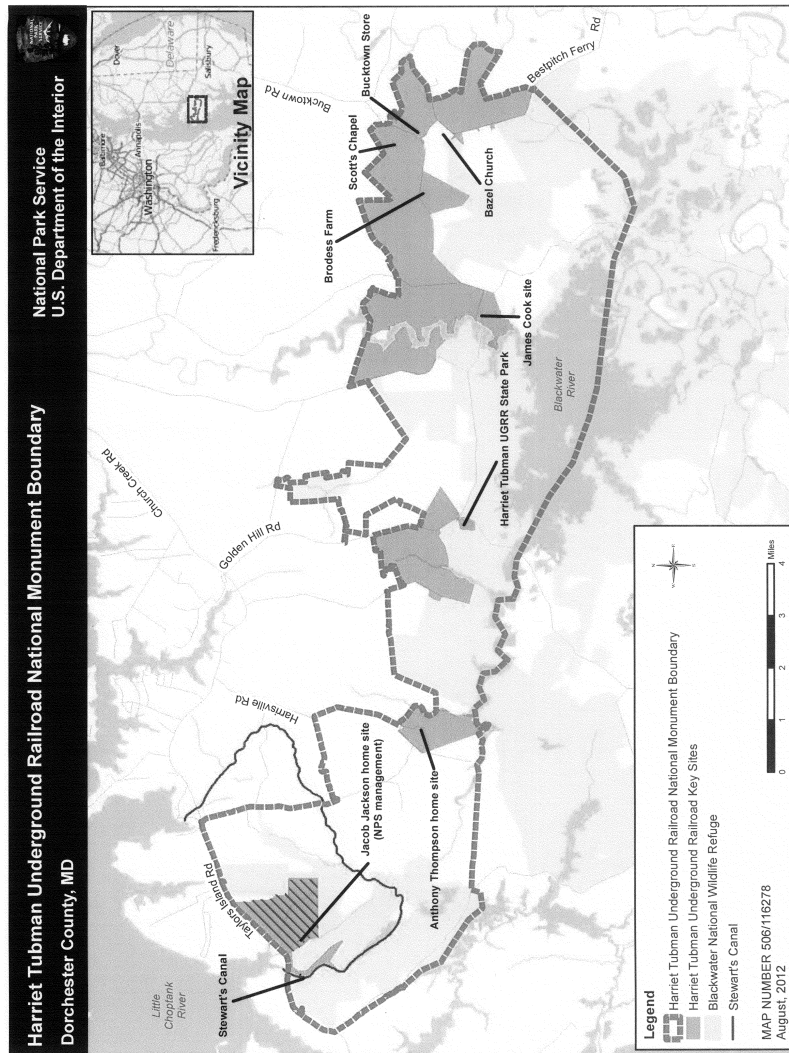 Harriet Tubman Underground Railroad National Monument Boundary
Dorchester County, MD
National Park Service
U.S. Department of the Interior
Vicinity Map
Baltimore
Annapolis
Washington
Fredericksburg
Dover
Delaware
Salisbury
Little
Choptank
River
Stewart's Canal
Taylors Island Rd
Jacob Jackson home site
(NPS management)
Harrisville Rd
Anthony Thompson home site
Golden Hill Rd
Church Creek Rd
Harriet Tubman UGRR State Park
Blackwater
River
James Cook site
Brodess Farm
Scott's Chapel
Bucktown Store
Bazel Church
Bucktown Rd
Bestpitch Ferry
Rd
Legend
Harriet Tubman Underground Railroad National Monument Boundary
Harriet Tubman Underground Railroad Key Sites
Blackwater National Wildlife Refuge
Stewart's Canal
MAP NUMBER 506/116278
August, 2012
N
E
S
W
Miles
0 1 2 3 4